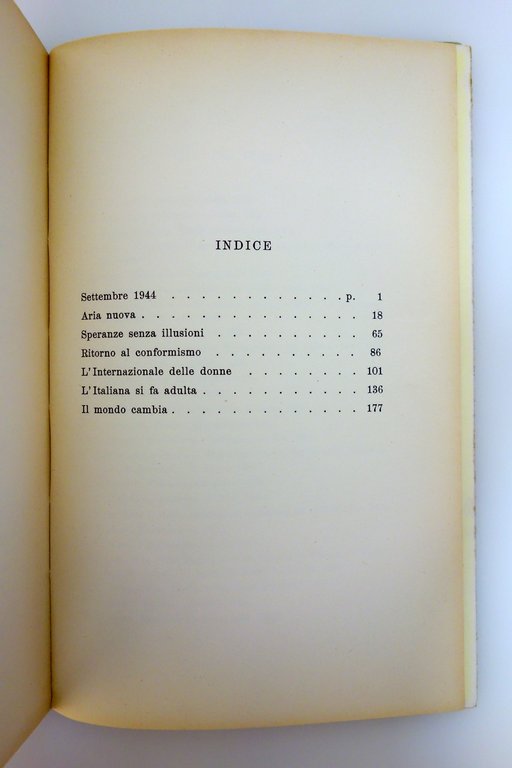 INDICE
Settembre 1944 . . . . . . . . . . . . . p. 1
Aria nuova . . . . . . . . . . . . . . . 18
Speranze senza illusioni . . . . . . . . . . 65
Ritorno al conformismo . . . . . . . . . . 86
L'Internazionale delle donne . . . . . . . . 101
L'Italiana si fa adulta . . . . . . . . . . . 136
Il mondo cambia . . . . . . . . . . . . . 177